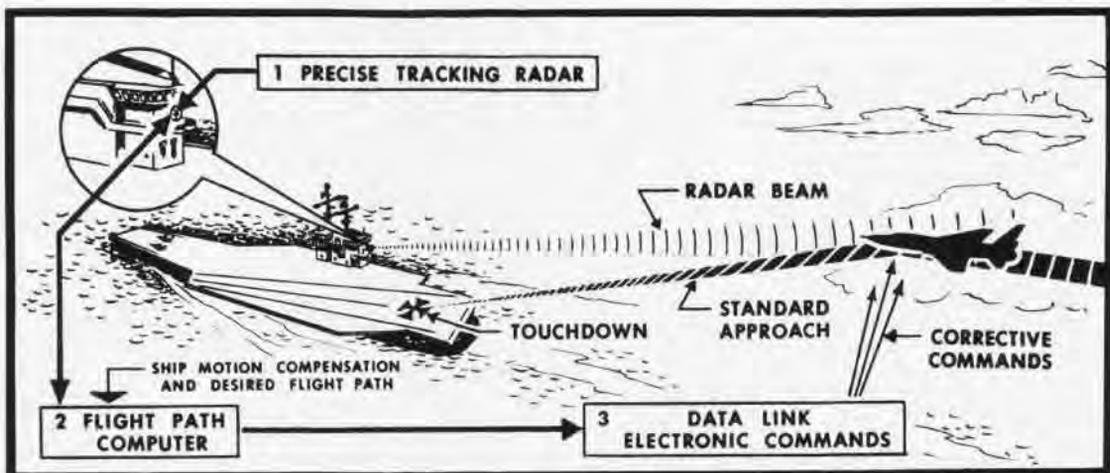 1 PRECISE TRACKING RADAR
RADAR BEAM
TOUCHDOWN
STANDARD
APPROACH
CORRECTIVE
COMMANDS
SHIP MOTION COMPENSATION
AND DESIRED FLIGHT PATH
2 FLIGHT PATH
COMPUTER
3 DATA LINK
ELECTRONIC COMMANDS